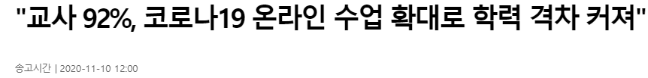 "교사 92%, 코로나19 온라인 수업 확대로 학력 격차 커져"
송고시간 | 2020-11-10 12:00